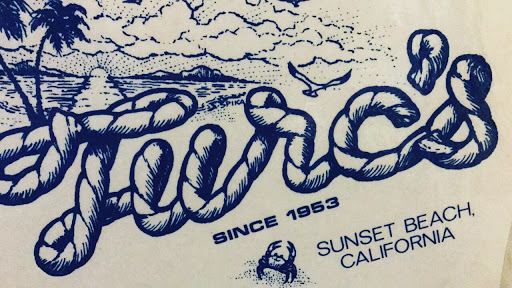 Turc's
SINCE 1953
SUNSET BEACH,
CALIFORNIA